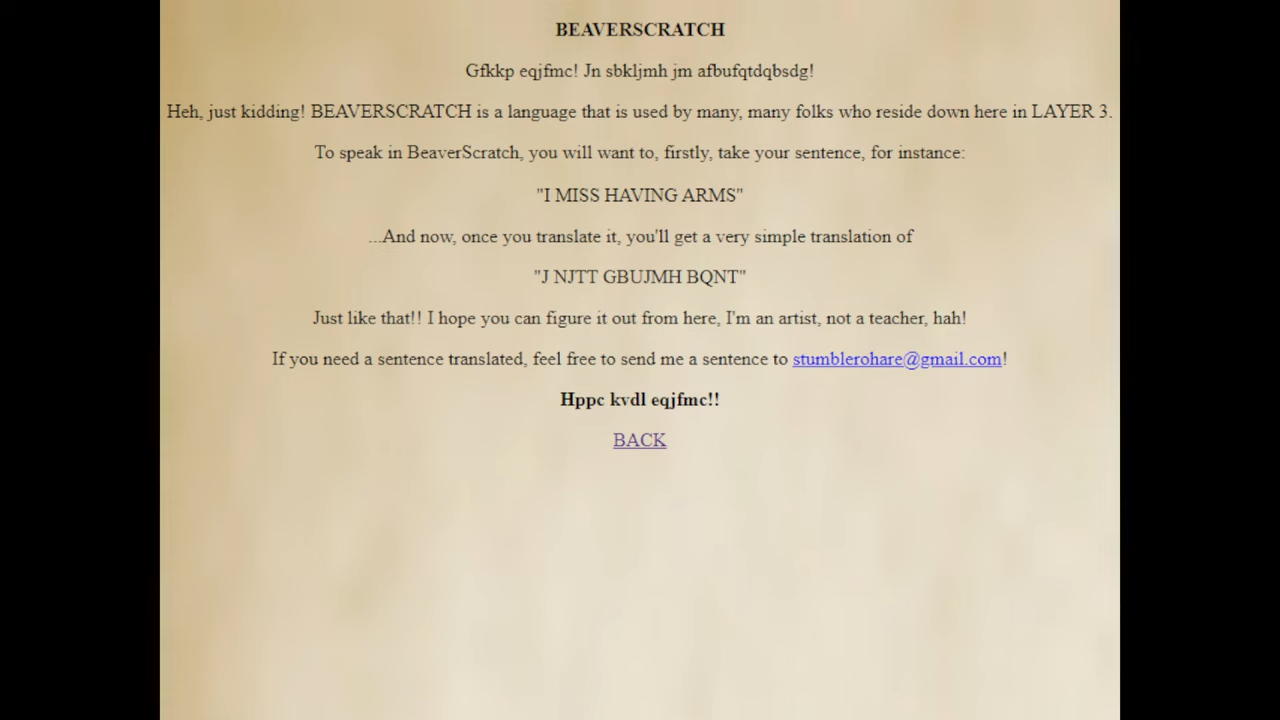 BEAVERSCRATCH
Gfkkp eqjfmc! Jn sbkljmh jm afbufqtdqbsdg!
Heh, just kidding! BEAVERSCRATCH is a language that is used by many, many folks who reside down here in LAYER 3.
To speak in BeaverScratch, you will want to, firstly, take your sentence, for instance:
"I MISS HAVING ARMS"
...And now, once you translate it, you'll get a very simple translation of
"J NJTT GBUJMH BQNT"
Just like that!! I hope you can figure it out from here, I'm an artist, not a teacher, hah!
If you need a sentence translated, feel free to send me a sentence to stumblerohare@gmail.com!
Hppc kvdl eqjfmc!!
BACK